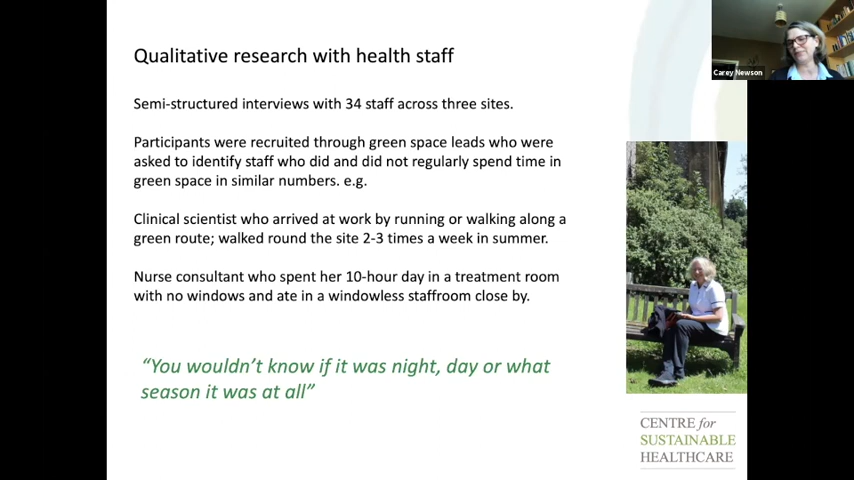 Qualitative research with health staff
Carey Newson
Semi-structured interviews with 34 staff across three sites.
Participants were recruited through green space leads who were
asked to identify staff who did and did not regularly spend time in
green space in similar numbers. e.g.
Clinical scientist who arrived at work by running or walking along a
green route; walked round the site 2-3 times a week in summer.
Nurse consultant who spent her 10-hour day in a treatment room
with no windows and ate in a windowless staffroom close by.
“You wouldn’t know if it was night, day or what
season it was at all”
CENTRE for
SUSTAINABLE
HEALTHCARE